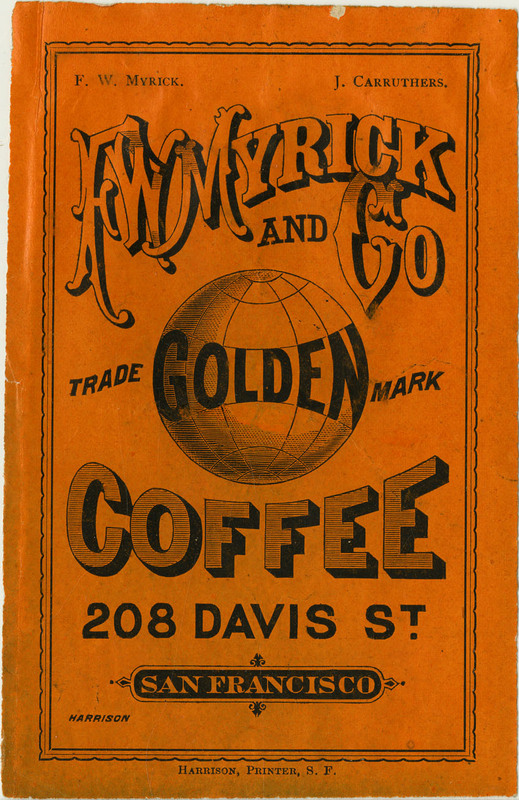 F. W. MYRICK. J. CARRUTHERS.
F.W. MYRICK
AND CO
TRADE GOLDEN MARK
COFFEE
208 DAVIS ST
SAN FRANCISCO
HARRISON
HARRISON, PRINTER, S. F.